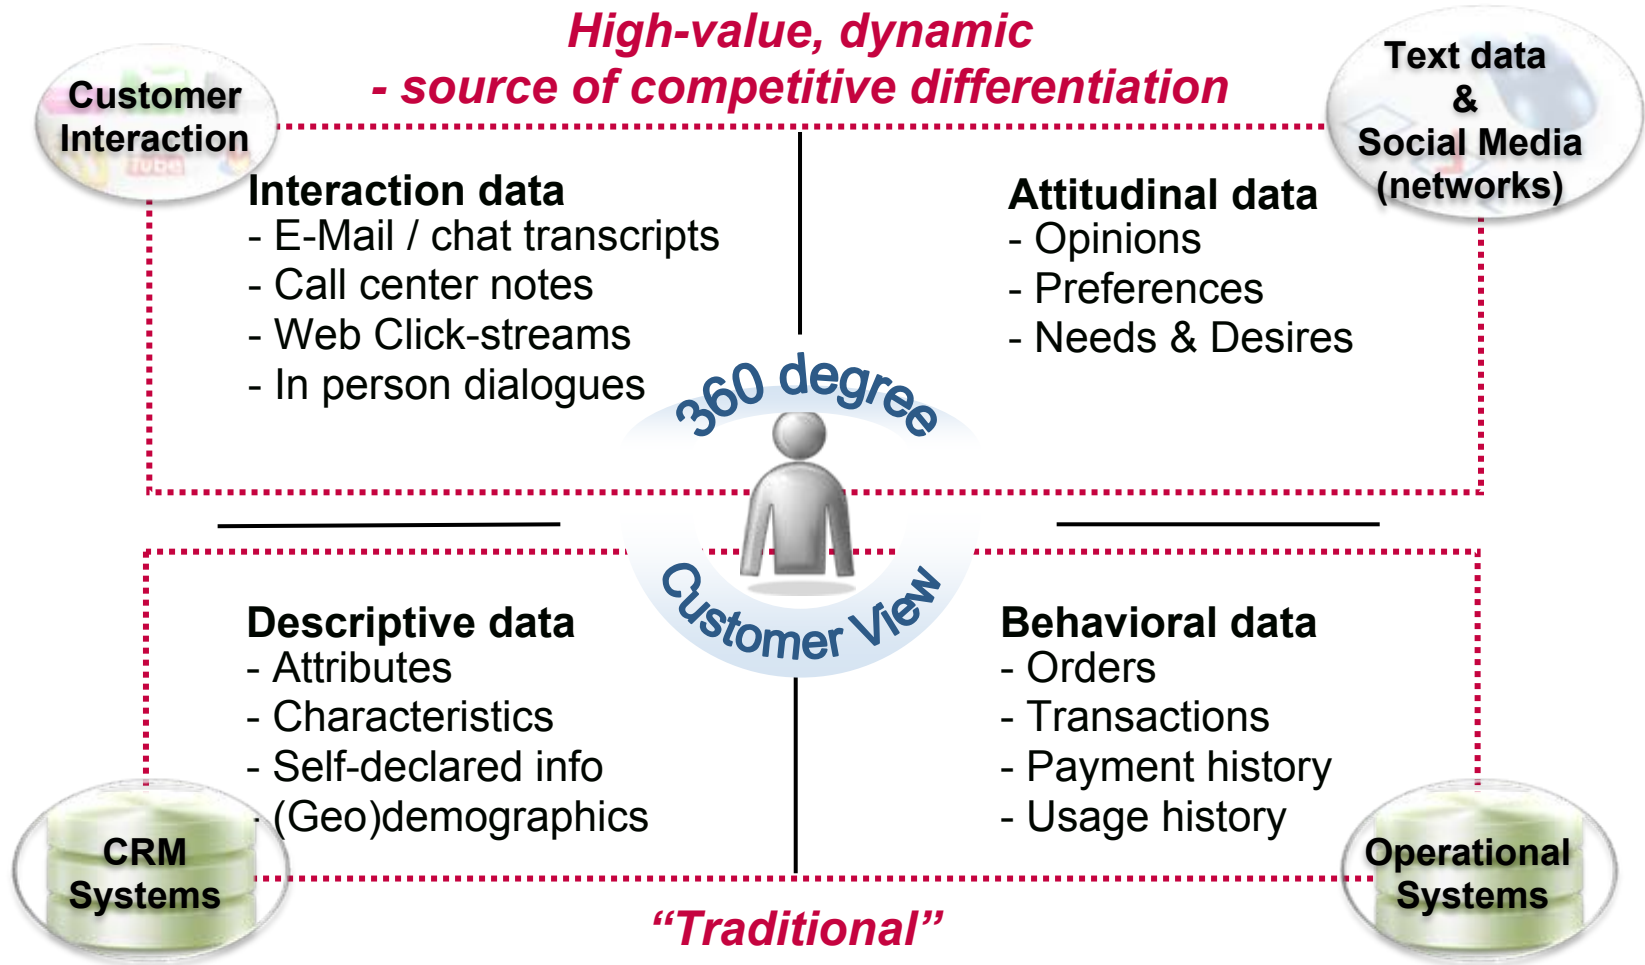 High-value, dynamic
- source of competitive differentiation
Customer
Interaction
Tube
Text data
&
Social Media
(networks)
Interaction data
- E-Mail / chat transcripts
- Call center notes
- Web Click-streams
- In person dialogues
Attitudinal data
- Opinions
- Preferences
- Needs & Desires
360 degree
Customer View
Descriptive data
- Attributes
- Characteristics
- Self-declared info
- (Geo)demographics
Behavioral data
- Orders
- Transactions
- Payment history
- Usage history
CRM
Systems
Operational
Systems
“Traditional”